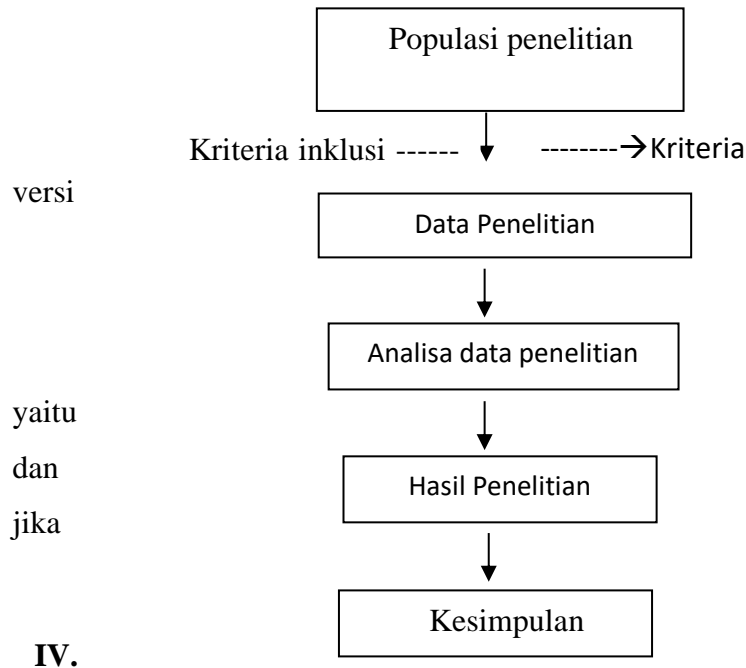 Populasi penelitian
Kriteria inklusi ------ --------→Kriteria
versi
Data Penelitian
Analisa data penelitian
yaitu
dan
Hasil Penelitian
jika
Kesimpulan
IV.